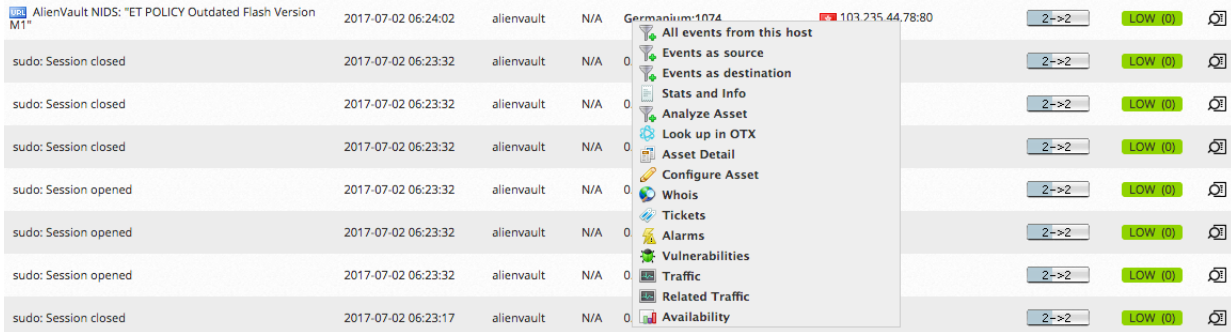 URL AlienVault NIDS: "ET POLICY Outdated Flash Version M1" 2017-07-02 06:24:02 alienvault N/A Germanium:1074 103.235.44.78:80 2->2 LOW (0)
sudo: Session closed 2017-07-02 06:23:32 alienvault N/A 0. 2->2 LOW (0)
sudo: Session closed 2017-07-02 06:23:32 alienvault N/A 0. 2->2 LOW (0)
sudo: Session closed 2017-07-02 06:23:32 alienvault N/A 0. 2->2 LOW (0)
sudo: Session opened 2017-07-02 06:23:32 alienvault N/A 0. 2->2 LOW (0)
sudo: Session opened 2017-07-02 06:23:32 alienvault N/A 0. 2->2 LOW (0)
sudo: Session opened 2017-07-02 06:23:32 alienvault N/A 0. 2->2 LOW (0)
sudo: Session closed 2017-07-02 06:23:17 alienvault N/A 0. 2->2 LOW (0)
All events from this host
Events as source
Events as destination
Stats and Info
Analyze Asset
Look up in OTX
Asset Detail
Configure Asset
Whois
Tickets
Alarms
Vulnerabilities
Traffic
Related Traffic
Availability